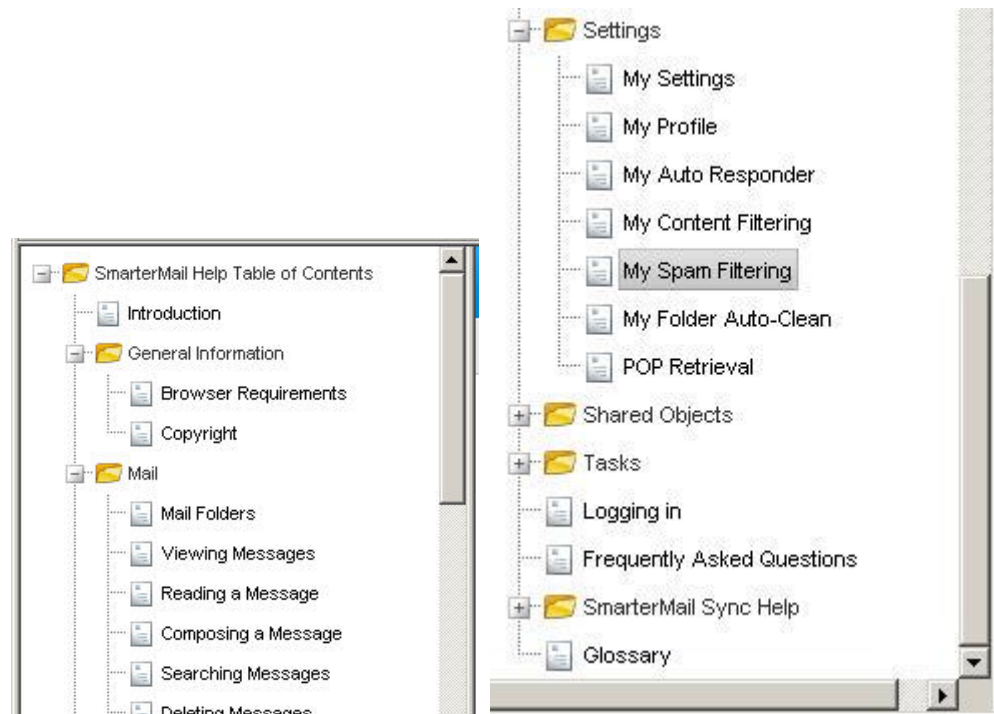 SmarterMail Help Table of Contents
Introduction
General Information
Browser Requirements
Copyright
Mail
Mail Folders
Viewing Messages
Reading a Message
Composing a Message
Searching Messages
Deleting Messages
Settings
My Settings
My Profile
My Auto Responder
My Content Filtering
My Spam Filtering
My Folder Auto-Clean
POP Retrieval
Shared Objects
Tasks
Logging in
Frequently Asked Questions
SmarterMail Sync Help
Glossary